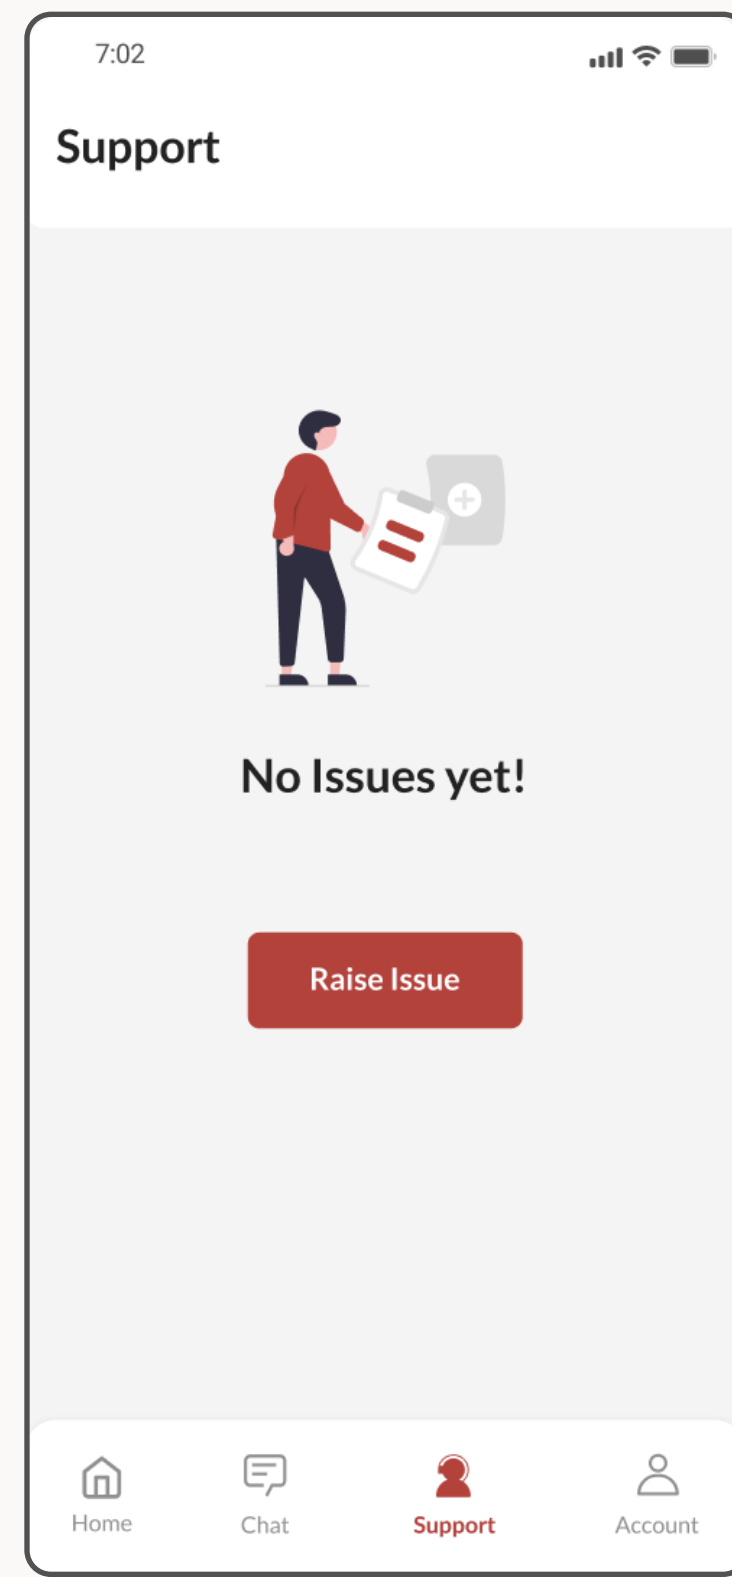 7:02
Support
No Issues yet!
Raise Issue
Home
Chat
Support
Account